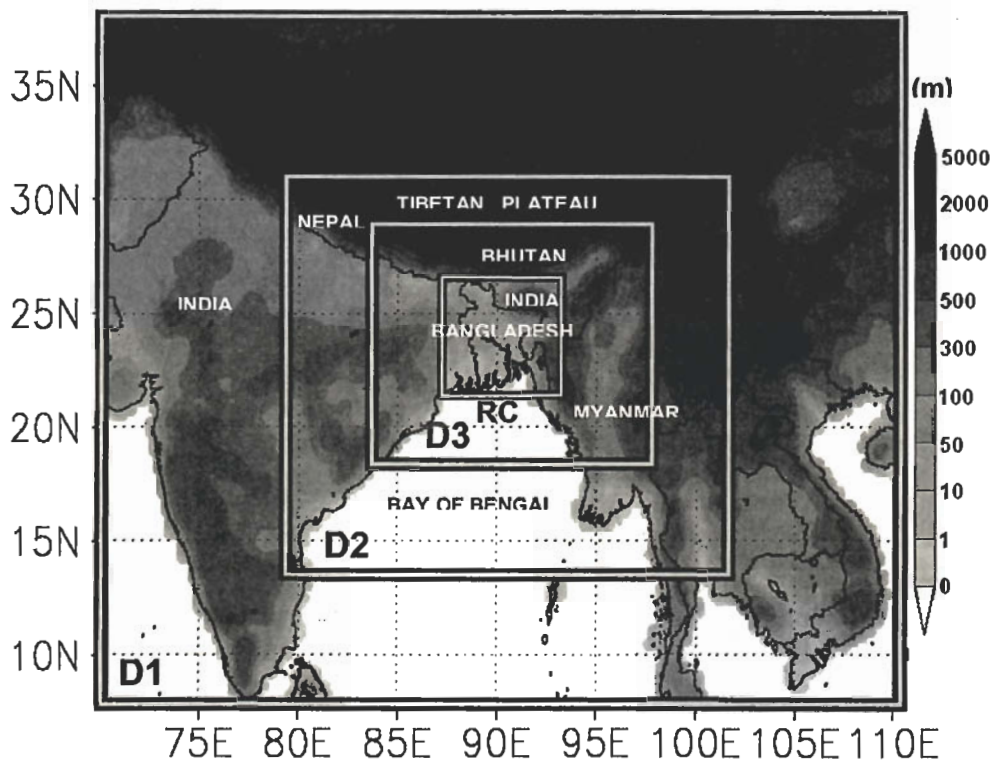 35N
(m)
5000
30N
TIBETAN PLATEAU
2000
NEPAL
BHUTAN
1000
INDIA
INDIA
500
25N
BANGLADESH
300
100
RC
MYANMAR
20N
D3
50
BAY OF BENGAL
10
D2
15N
1
0
10N
D1
75E 80E 85E 90E 95E 100E 105E 110E